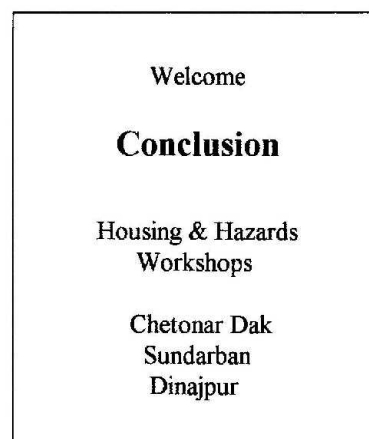 Welcome
Conclusion
Housing & Hazards
Workshops
Chetonar Dak
Sundarban
Dinajpur